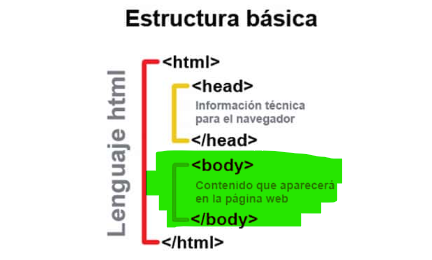 Estructura básica
Lenguaje html
<html>
<head>
Información técnica
para el navegador
</head>
<body>
Contenido que aparecerá
en la página web
</body>
</html>